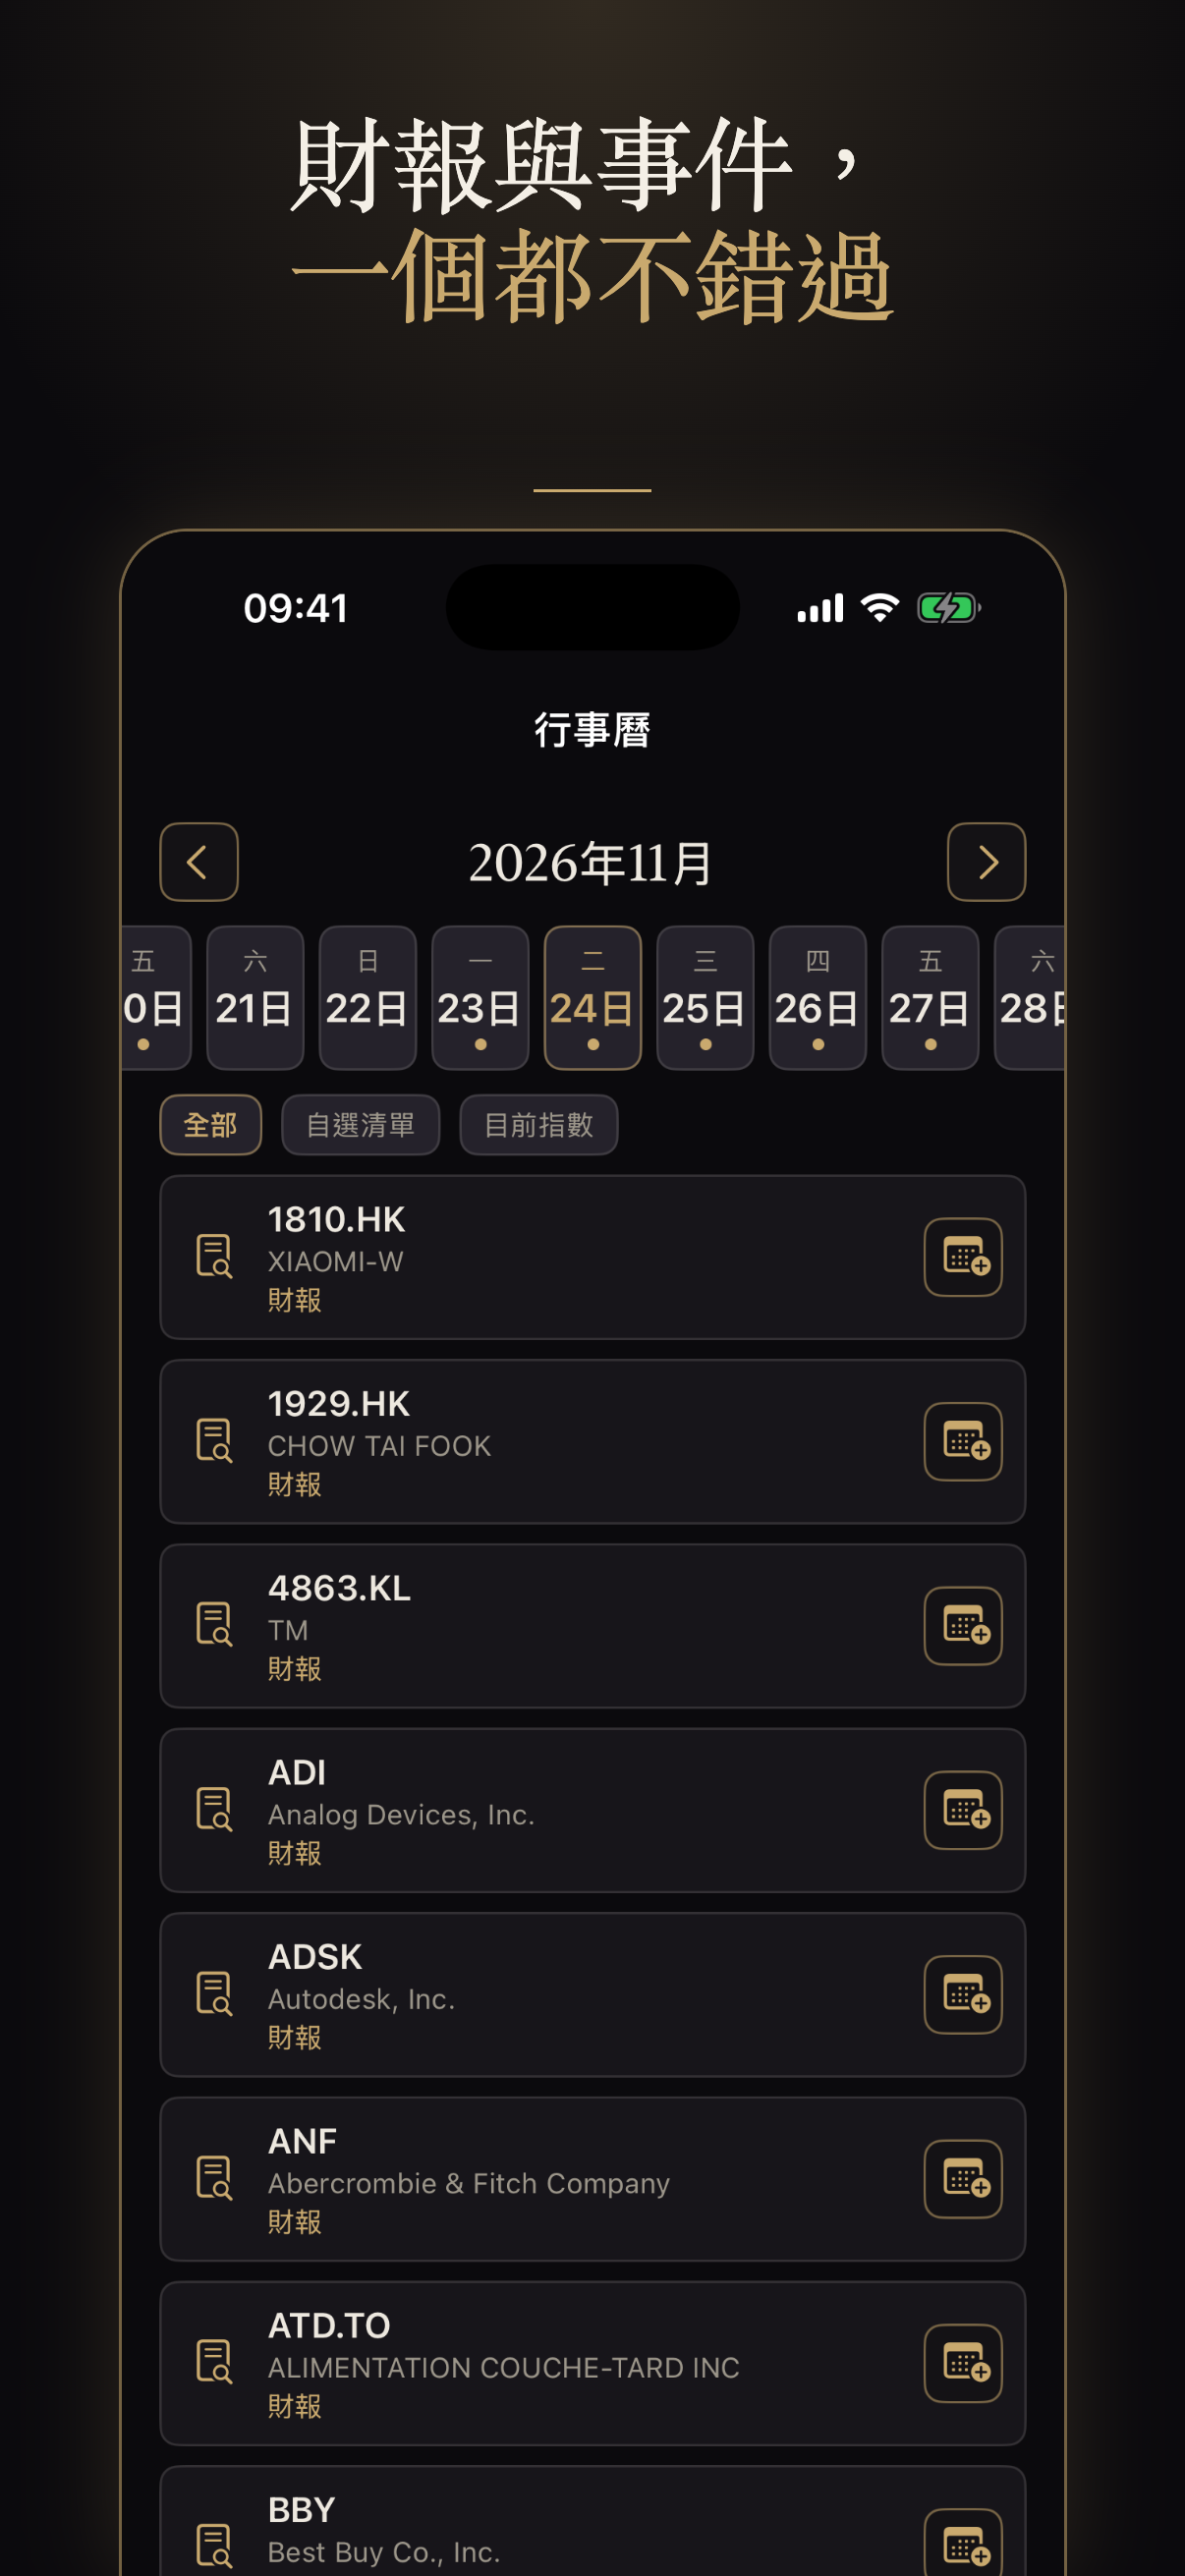 財報與事件，
一個都不錯過
09:41
行事曆
2026年11月
五 六 日 一 二 三 四 五 六
0日 21日 22日 23日 24日 25日 26日 27日 28日
全部 自選清單 目前指數
1810.HK
XIAOMI-W
財報
1929.HK
CHOW TAI FOOK
財報
4863.KL
TM
財報
ADI
Analog Devices, Inc.
財報
ADSK
Autodesk, Inc.
財報
ANF
Abercrombie & Fitch Company
財報
ATD.TO
ALIMENTATION COUCHE-TARD INC
財報
BBY
Best Buy Co., Inc.